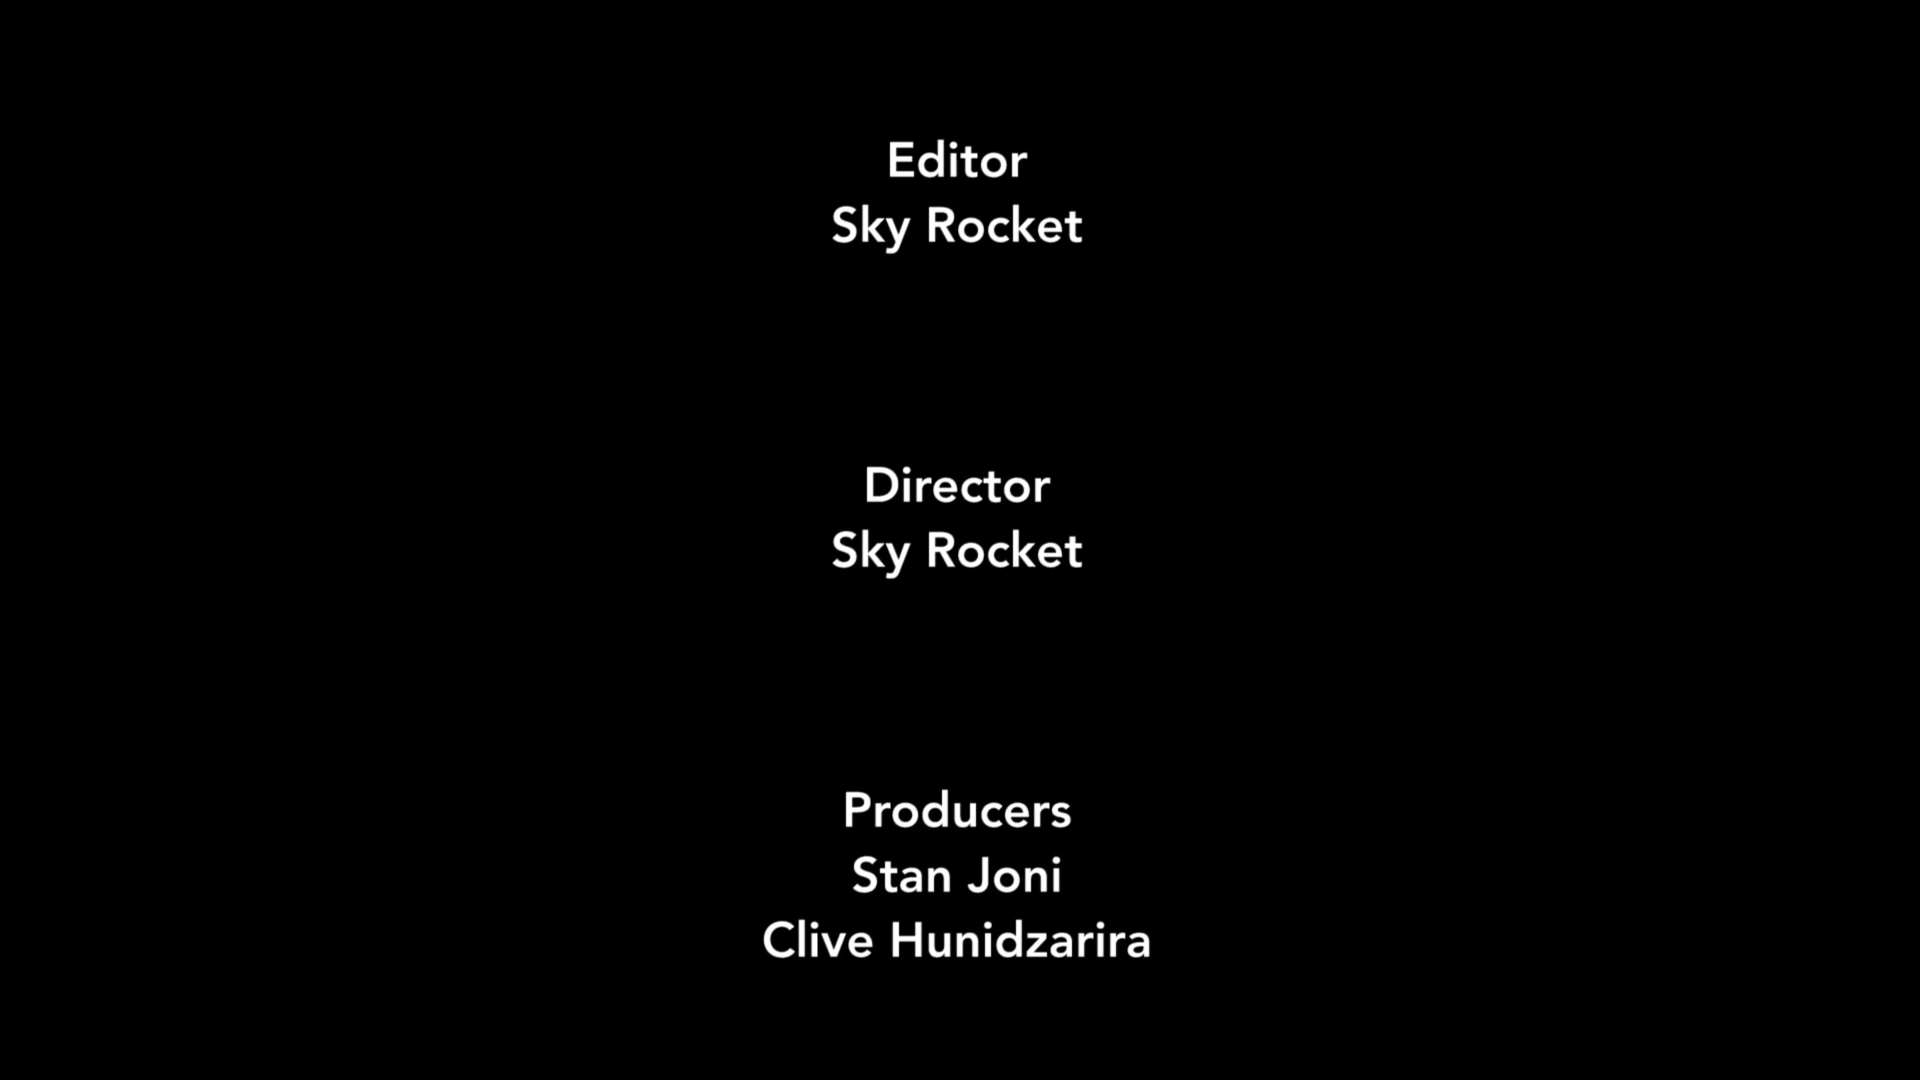 Editor
Sky Rocket
Director
Sky Rocket
Producers
Stan Joni
Clive Hunidzarira